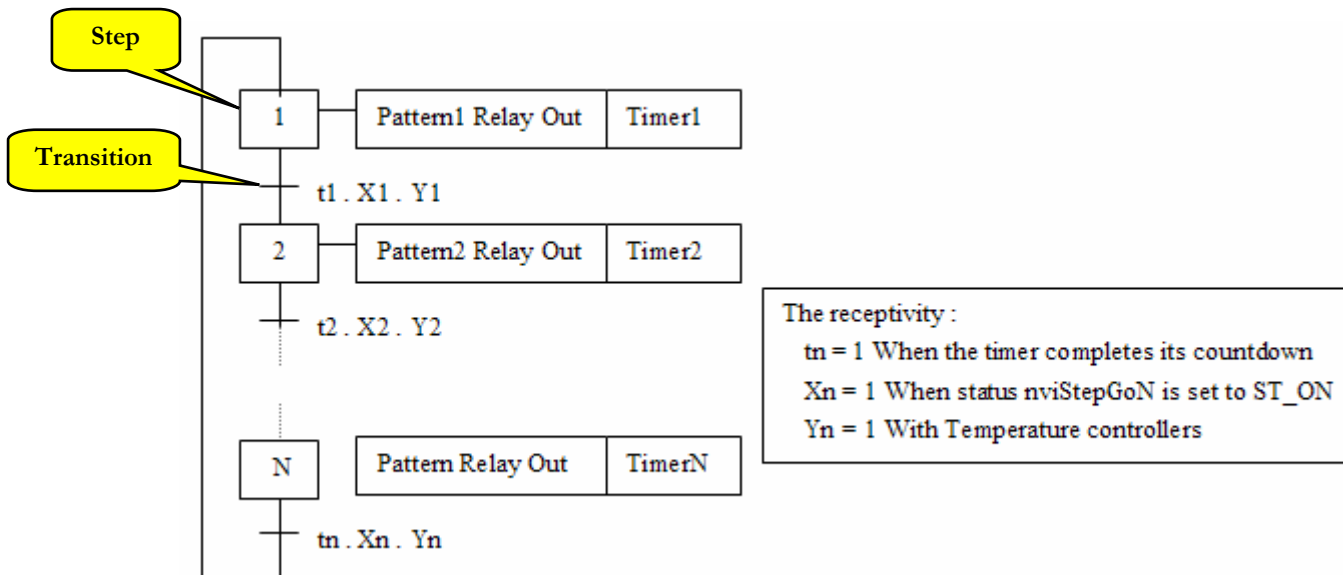 Step
1
Pattern1 Relay Out
Timer1
Transition
t1 . X1 . Y1
2
Pattern2 Relay Out
Timer2
t2 . X2 . Y2
The receptivity :
tn = 1 When the timer completes its countdown
Xn = 1 When status nviStepGoN is set to ST_ON
Yn = 1 With Temperature controllers
N
Pattern Relay Out
TimerN
tn . Xn . Yn